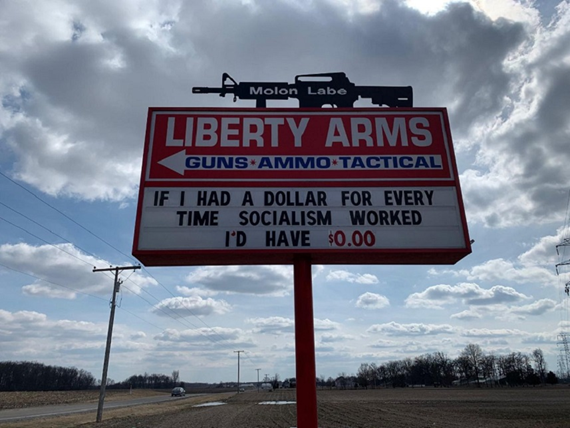 Molon Labe
LIBERTY ARMS
GUNS★AMMO★TACTICAL
IF I HAD A DOLLAR FOR EVERY
TIME SOCIALISM WORKED
I'D HAVE $0.00